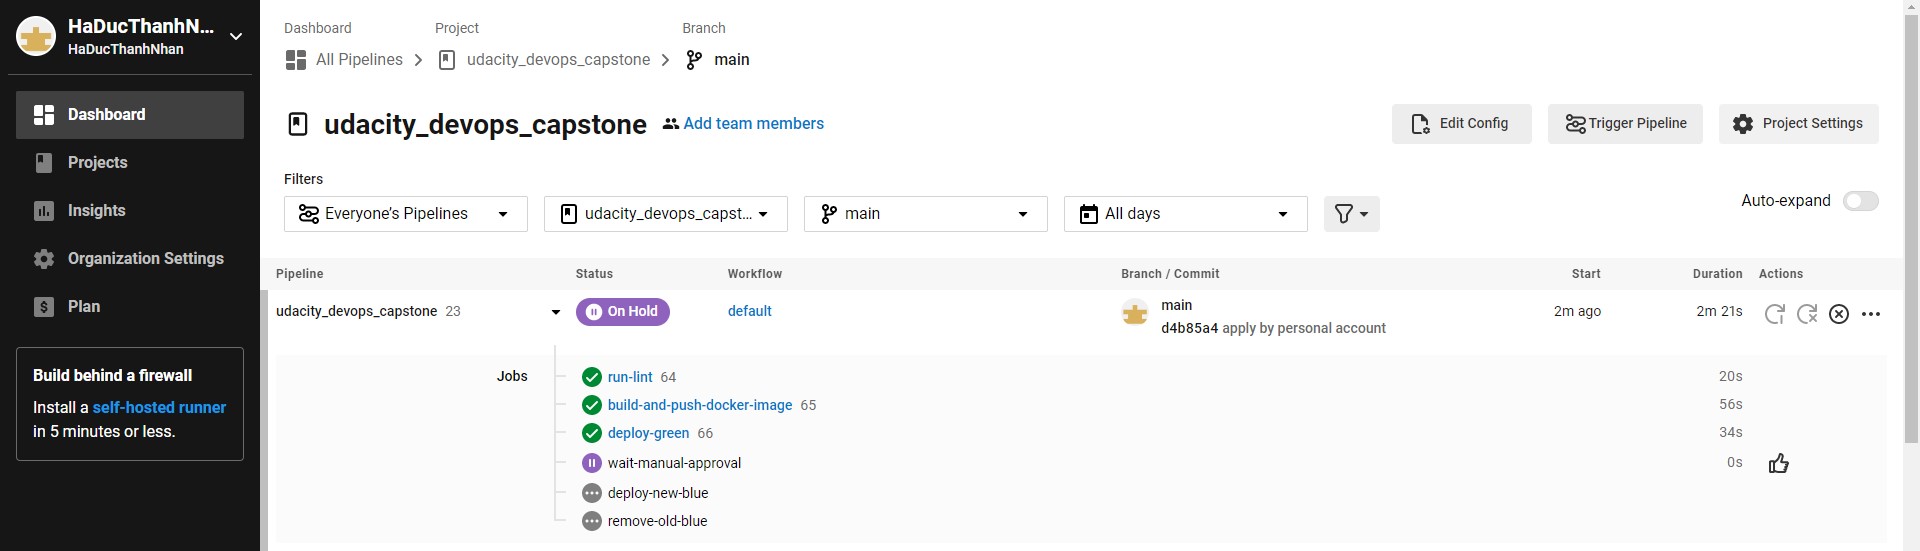 HaDucThanhN...
HaDucThanhNhan
Dashboard
Projects
Insights
Organization Settings
Plan
Build behind a firewall
Install a self-hosted runner
in 5 minutes or less.
Dashboard Project Branch
All Pipelines udacity_devops_capstone main
udacity_devops_capstone Add team members
Edit Config Trigger Pipeline Project Settings
Filters
Everyone's Pipelines udacity_devops_capst... main All days
Auto-expand
Pipeline Status Workflow Branch / Commit Start Duration Actions
udacity_devops_capstone 23 On Hold default main 2m ago 2m 21s
d4b85a4 apply by personal account
Jobs run-lint 64 20s
build-and-push-docker-image 65 56s
deploy-green 66 34s
wait-manual-approval 0s
deploy-new-blue
remove-old-blue